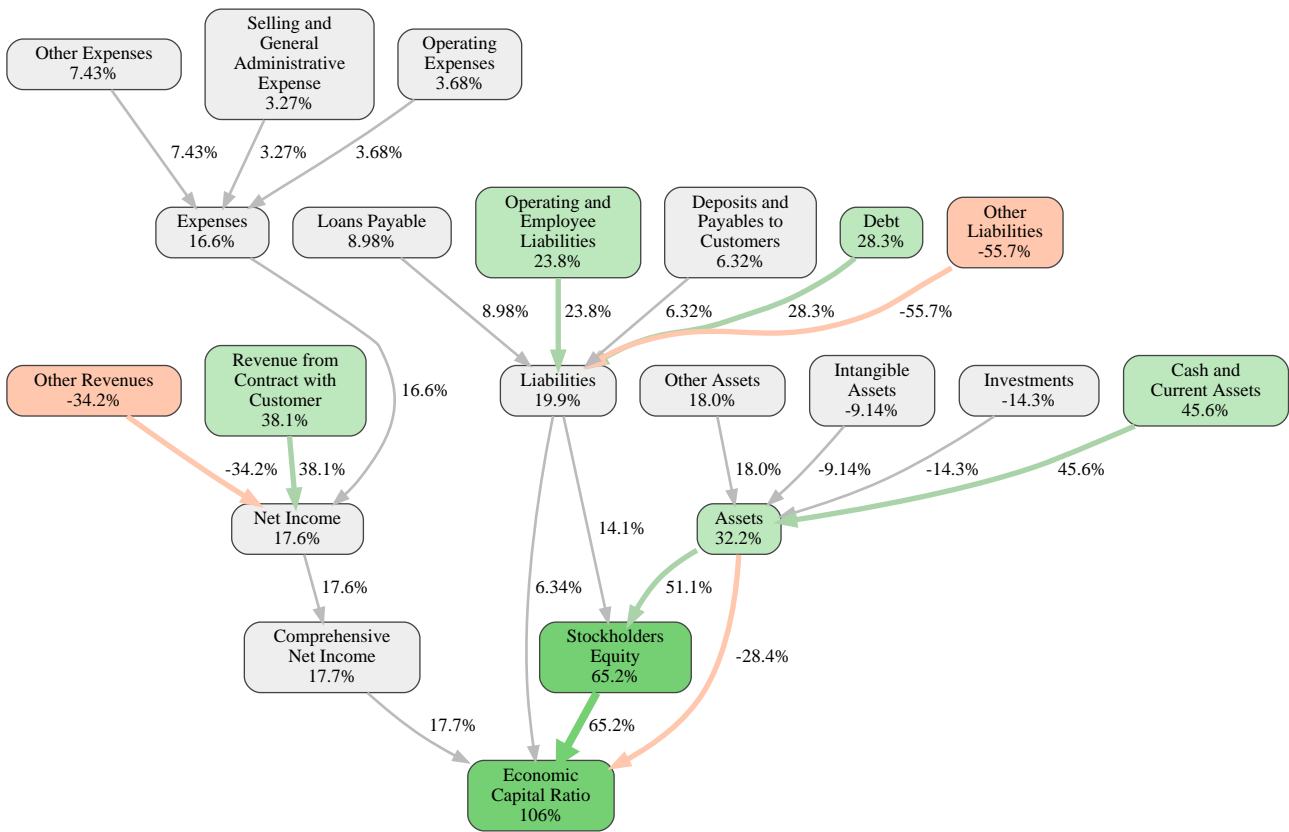 Other Expenses
7.43%
Selling and
General
Administrative
Expense
3.27%
Operating
Expenses
3.68%
7.43%
3.27%
3.68%
Expenses
16.6%
Loans Payable
8.98%
Operating and
Employee
Liabilities
23.8%
Deposits and
Payables to
Customers
6.32%
Debt
28.3%
Other
Liabilities
-55.7%
8.98%
23.8%
6.32%
28.3%
-55.7%
Other Revenues
-34.2%
Revenue from
Contract with
Customer
38.1%
16.6%
Liabilities
19.9%
Other Assets
18.0%
Intangible
Assets
-9.14%
Investments
-14.3%
Cash and
Current Assets
45.6%
-34.2%
38.1%
18.0%
-9.14%
-14.3%
45.6%
Net Income
17.6%
14.1%
Assets
32.2%
17.6%
6.34%
51.1%
Comprehensive
Net Income
17.7%
Stockholders
Equity
65.2%
-28.4%
17.7%
65.2%
Economic
Capital Ratio
106%